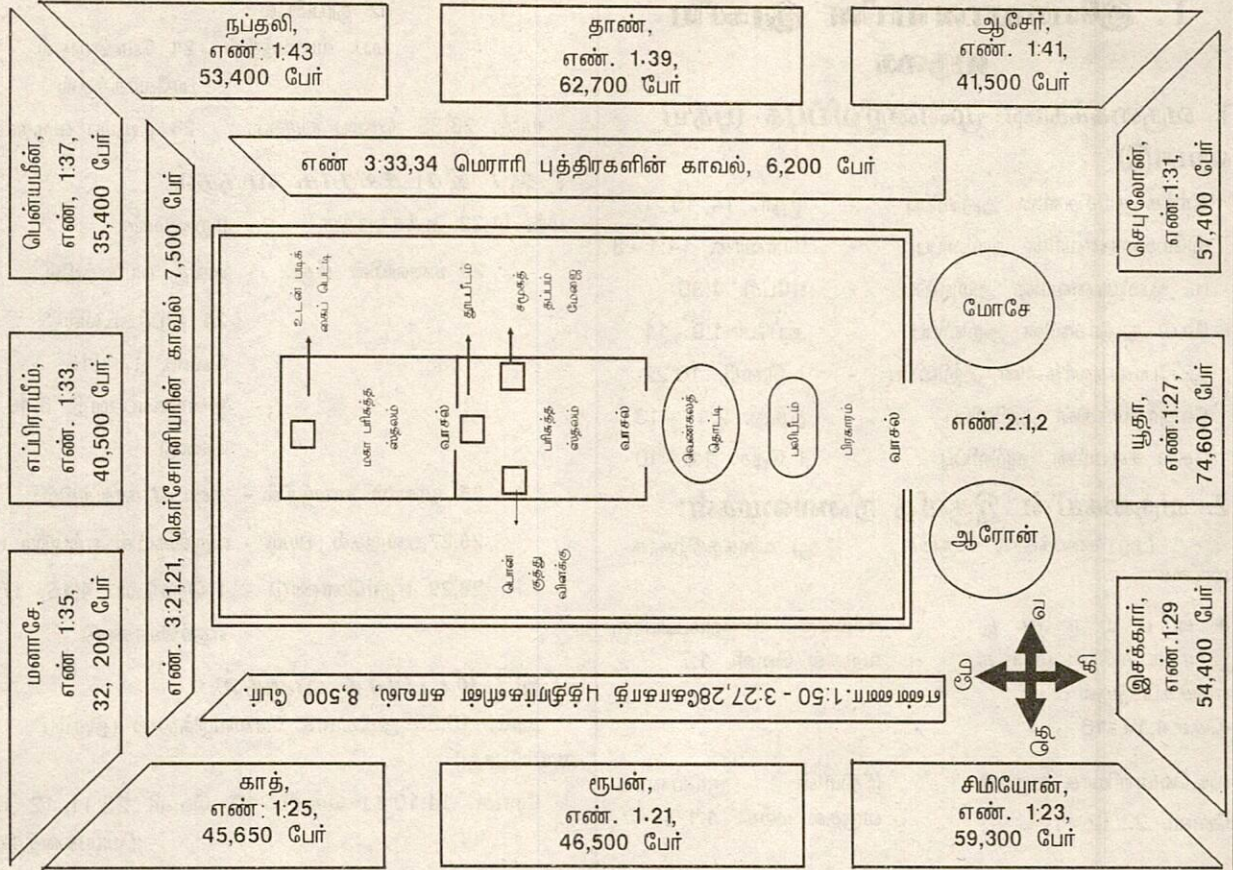 நப்தலி,
எண். 1:43
53,400 பேர்
தாண்,
எண். 1.39,
62,700 பேர்
ஆசேர்,
எண். 1:41,
41,500 பேர்
எண் 3:33,34 மெராரி புத்திரகளின் காவல், 6,200 பேர்
பென்யமீன்,
எண், 1:37,
35,400 பேர்
எப்பிராயீம்,
எண். 1:33,
40,500 பேர்,
மனாசே,
எண் 1:35,
32, 200 பேர்
எண். 3:21,21, கெர்சோனியரின் காவல் 7,500 பேர்
உடன் படிக்
கைப் பெட்டி
தூபபீடம்
சமூகத்
தப்பம்
மேஜை
மகா பரிசுத்த
ஸ்தலம்
வாசல்
பரிசுத்த
ஸ்தலம்
வாசல்
வெண்கலத்
தொட்டி
பலிபீடம்
பிரகாரம்
வாசல்
பொன்
குத்து
விளக்கு
மோசே
எண்.2:1,2
ஆரோன்
செபுலோன்,
எண்.1:31,
57,400 பேர்
யூதா,
எண்.1:27.
74,600 பேர்
இசக்கார்,
எண்.1:29
54,400 பேர்
எண்ணா.1:50 - 3:27,28கோகாத் புத்திரர்களின் காவல் 8,500 பேர்.
மே
வ
கி
தெ
காத்,
எண். 1:25,
45,650 பேர்
ரூபன்,
எண். 1.21,
46,500 பேர்
சிமியோன்,
எண். 1:23,
59,300 பேர்